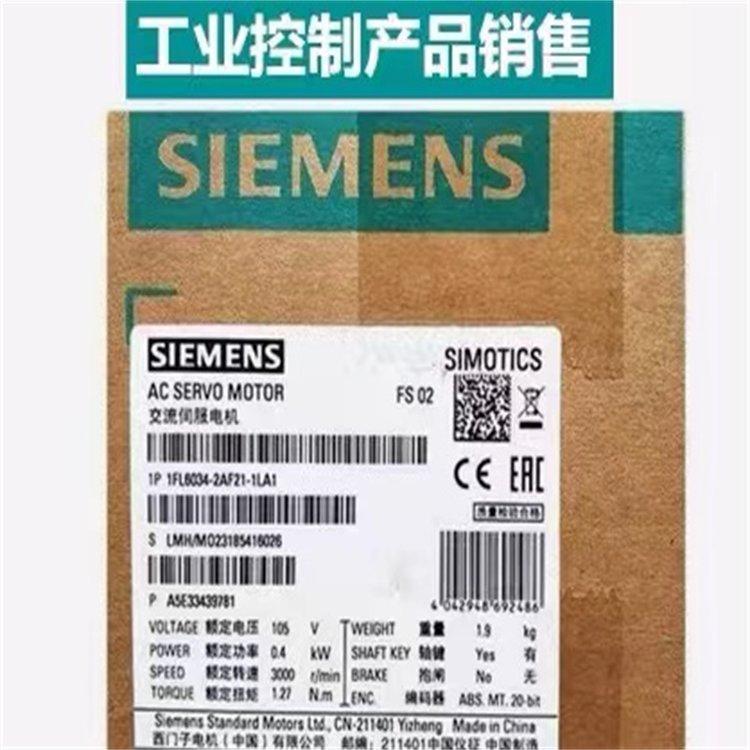 工业控制产品销售
SIEMENS
SIEMENS
SIMOTICS
AC SERVO MOTOR
FS 02
交流伺服电机
1P 1FL6034-2AF21-1LA1
CE EAC
质量检验合格
S LMH/MO23185416026
P A5E33439781
4 042948 692486
VOLTAGE 额定电压 105 V
WEIGHT 重量 1.9 kg
POWER 额定功率 0.4 kW
SHAFT KEY 轴键 Yes 有
SPEED 额定转速 3000 r/min
BRAKE 抱闸 No 无
TORQUE 额定扭矩 1.27 N.m
ENC. 编码器 ABS. MT. 20-bit
Siemens Standard Motors Ltd., CN-211401 Yizheng Made in China
西门子电机（中国）有限公司 邮编：211401中国仪征 中国制造